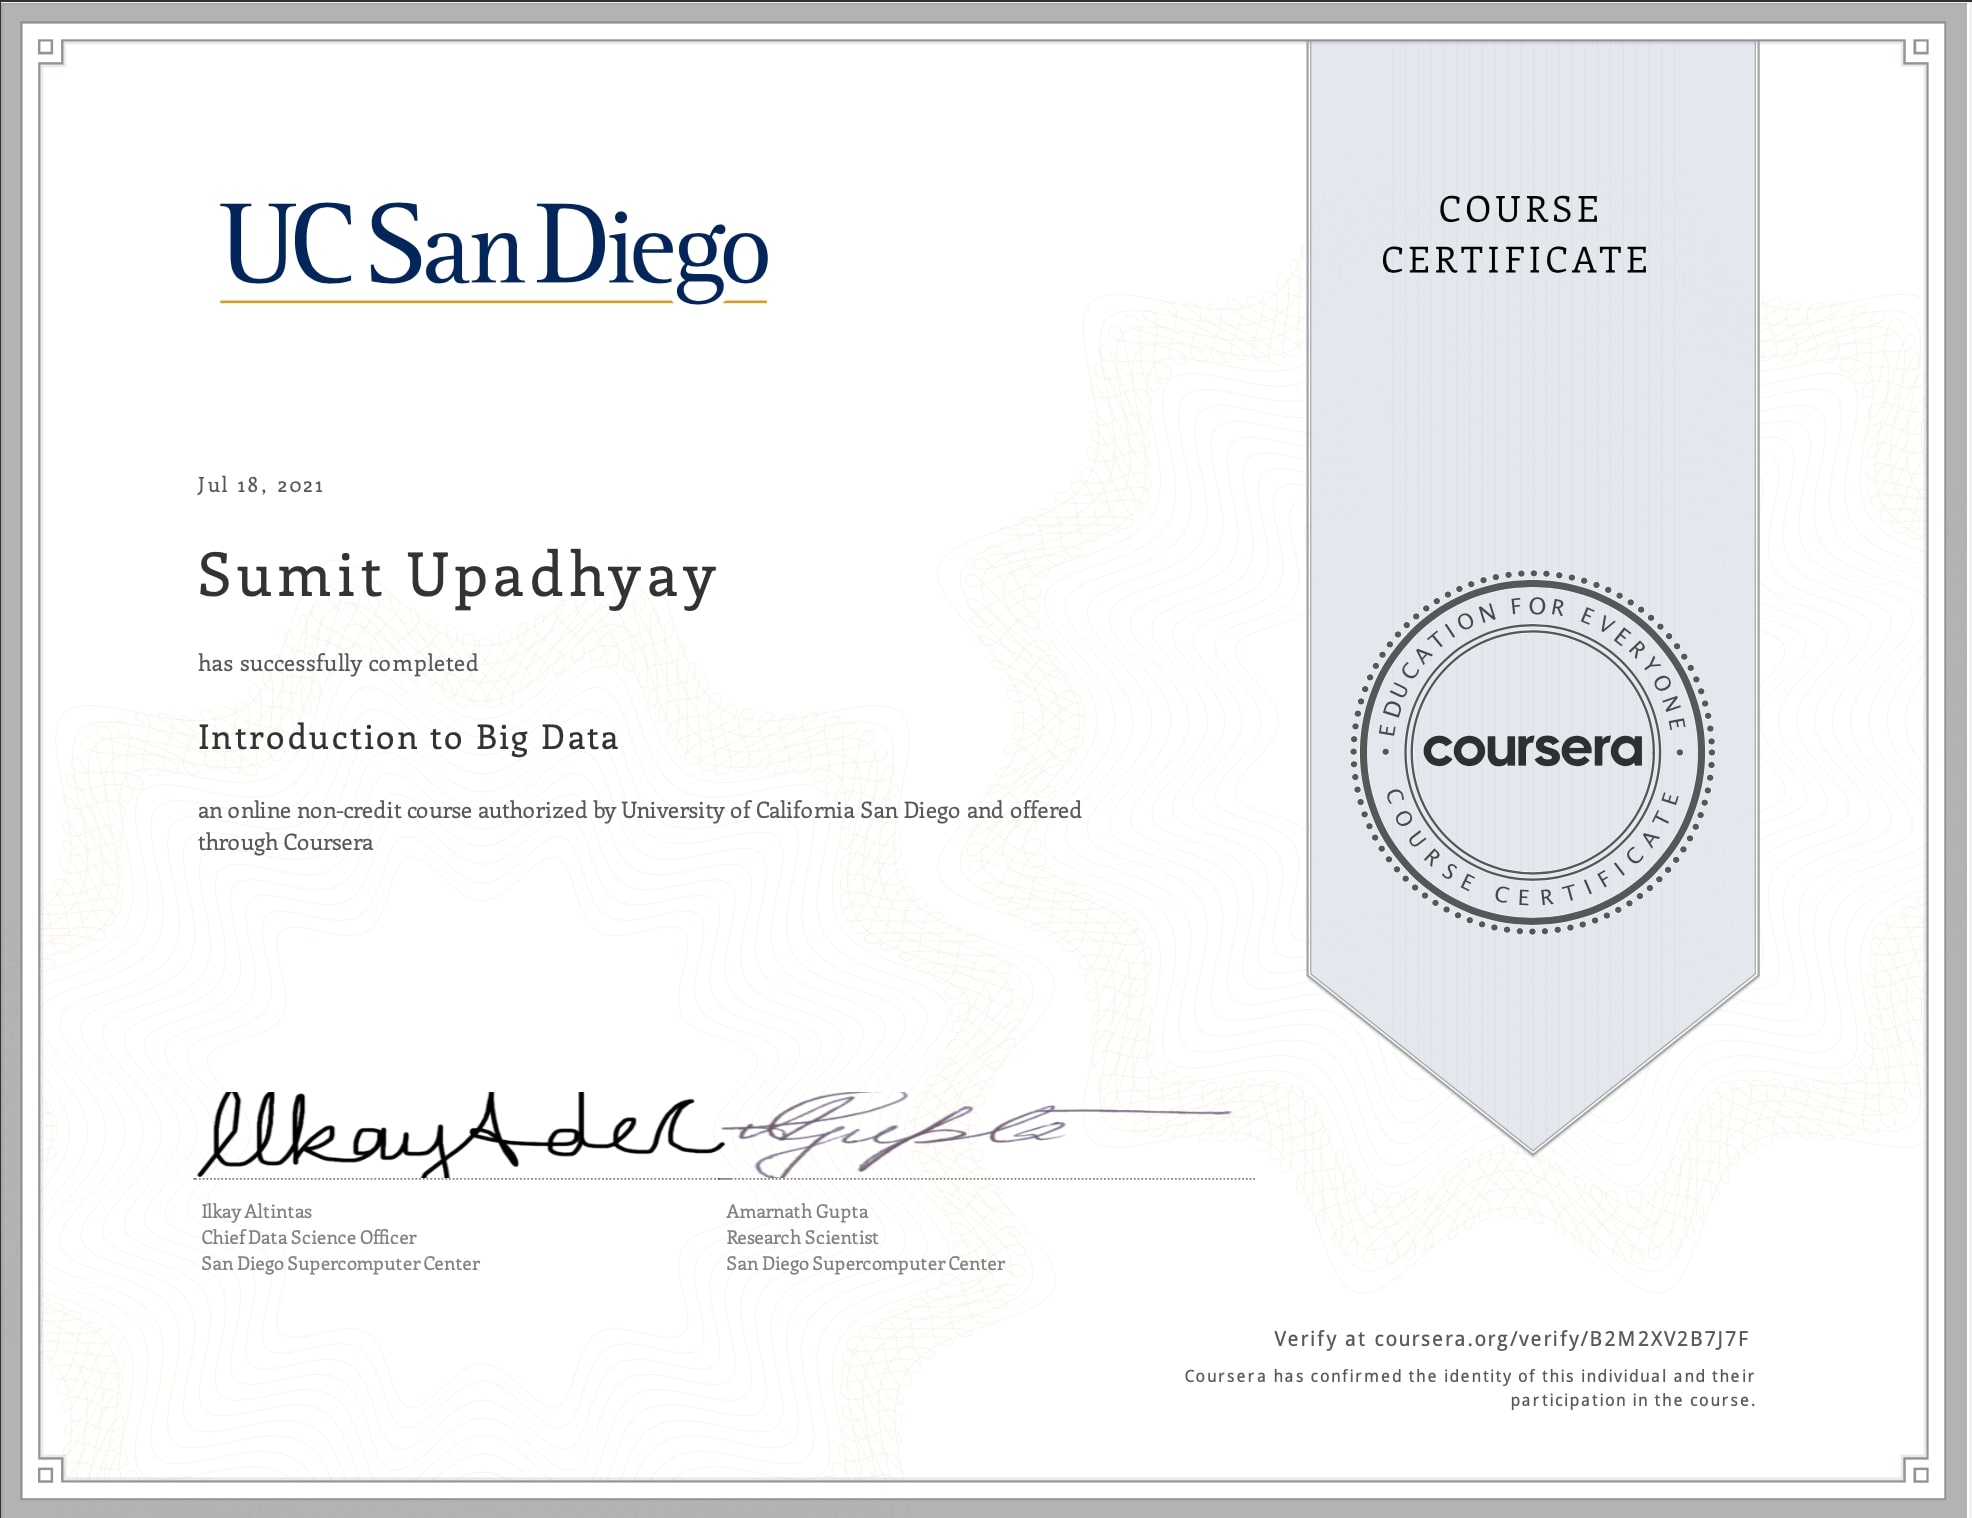 UC San Diego
COURSE
CERTIFICATE
Jul 18, 2021
Sumit Upadhyay
has successfully completed
Introduction to Big Data
an online non-credit course authorized by University of California San Diego and offered
through Coursera
EDUCATION FOR EVERYONE
coursera
COURSE CERTIFICATE
Ilkay Altintas
Chief Data Science Officer
San Diego Supercomputer Center
Amarnath Gupta
Research Scientist
San Diego Supercomputer Center
Verify at coursera.org/verify/B2M2XV2B7J7F
Coursera has confirmed the identity of this individual and their
participation in the course.